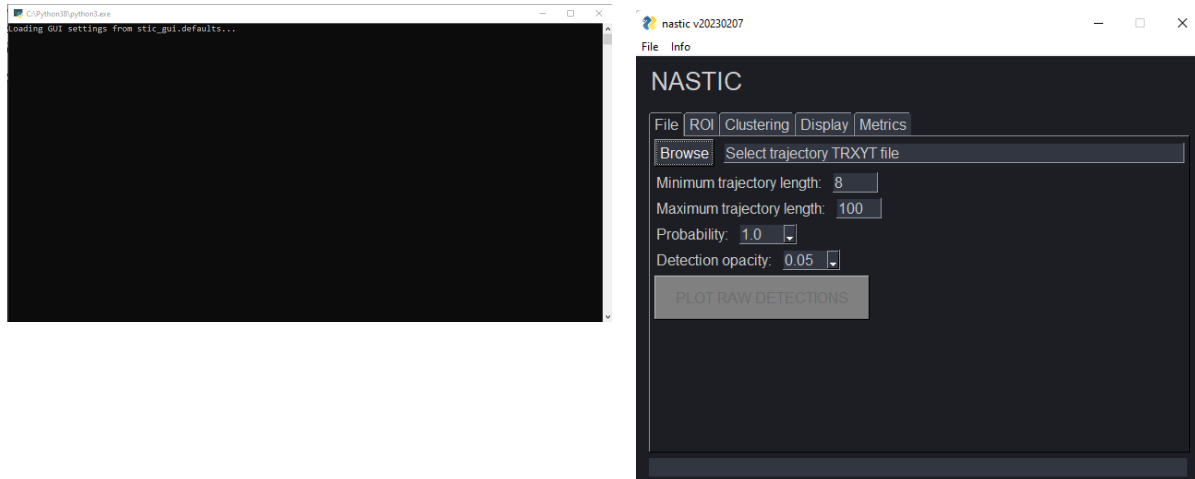 C:\Python38\python3.exe
Loading GUI settings from stic_gui.defaults...
nastic v20230207
File Info
NASTIC
File ROI Clustering Display Metrics
Browse Select trajectory TRXYT file
Minimum trajectory length: 8
Maximum trajectory length: 100
Probability: 1.0
Detection opacity: 0.05
PLOT RAW DETECTIONS